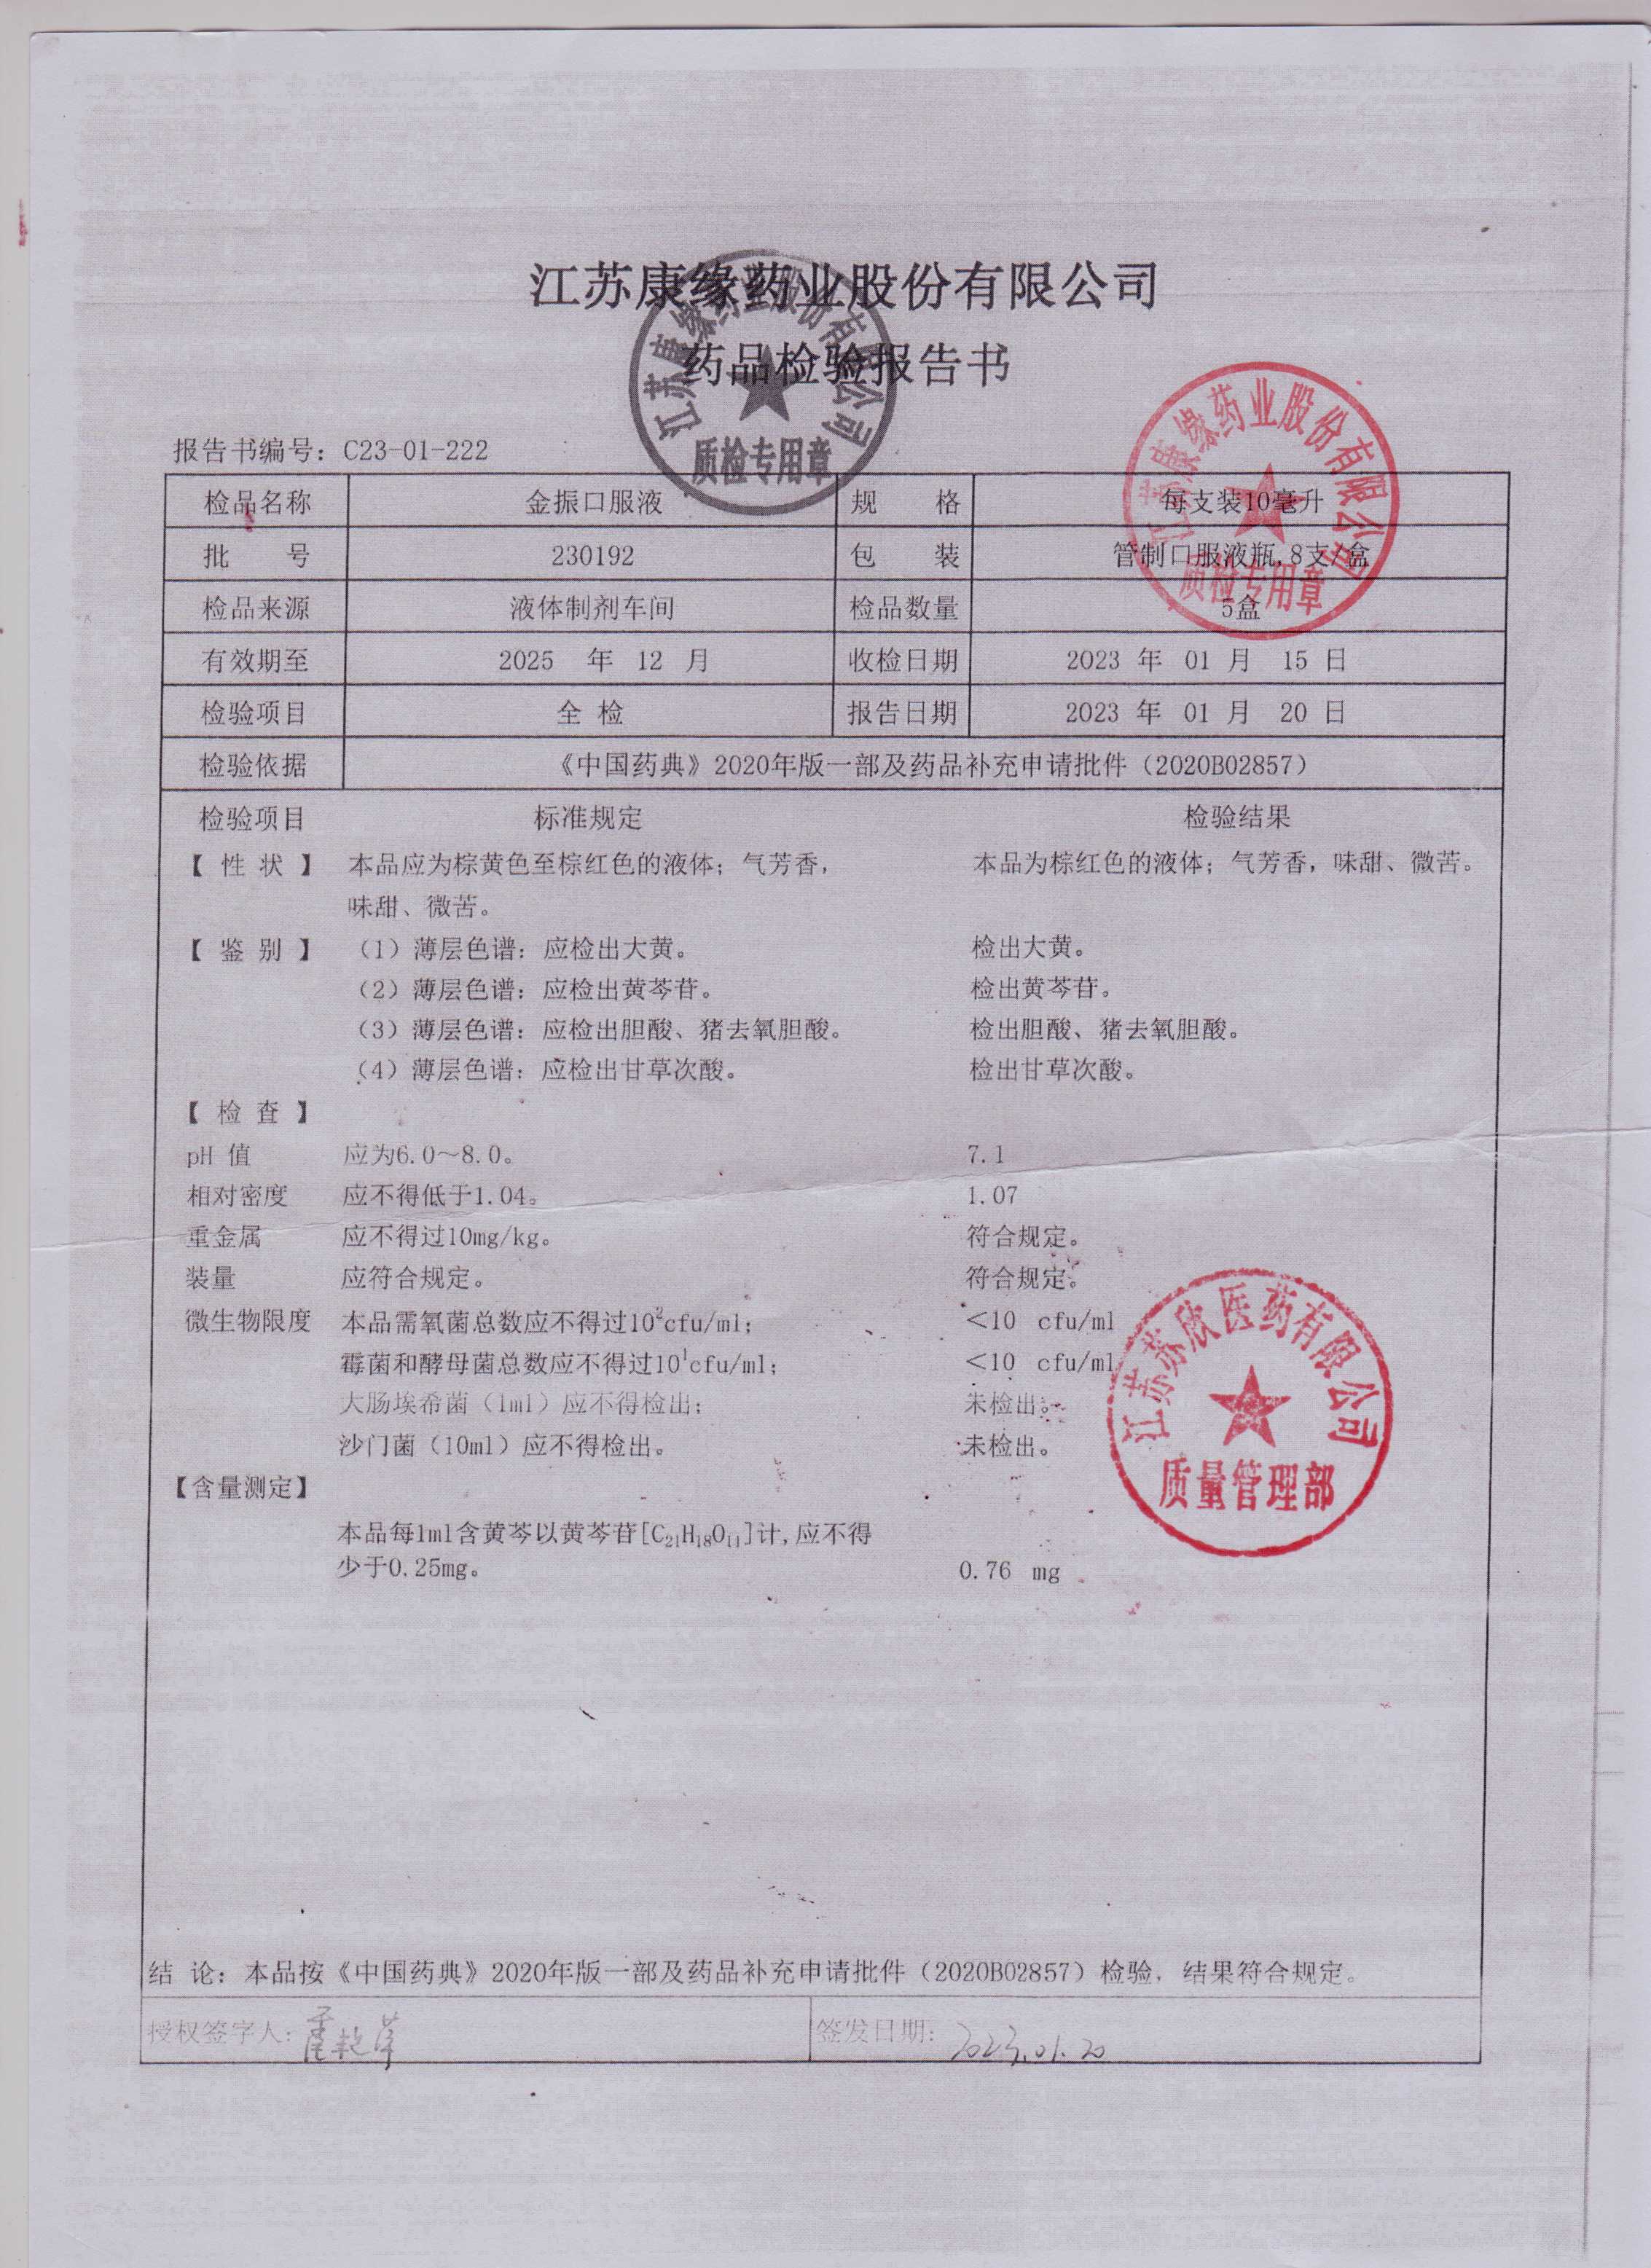 江苏康缘药业股份有限公司
药品检验报告书
江苏康缘药业股份有限公司
质检专用章
江苏康缘药业股份有限公司
质检专用章
报告书编号：C23-01-222
检品名称 金振口服液 规 格 每支装10毫升
批 号 230192 包 装 管制口服液瓶,8支/盒
检品来源 液体制剂车间 检品数量 5盒
有效期至 2025 年 12 月 收检日期 2023 年 01 月 15 日
检验项目 全 检 报告日期 2023 年 01 月 20 日
检验依据 《中国药典》2020年版一部及药品补充申请批件（2020B02857）
检验项目 标准规定 检验结果
【 性 状 】 本品应为棕黄色至棕红色的液体；气芳香， 本品为棕红色的液体；气芳香，味甜、微苦。
味甜、微苦。
【 鉴 别 】 （1）薄层色谱：应检出大黄。 检出大黄。
（2）薄层色谱：应检出黄芩苷。 检出黄芩苷。
（3）薄层色谱：应检出胆酸、猪去氧胆酸。 检出胆酸、猪去氧胆酸。
（4）薄层色谱：应检出甘草次酸。 检出甘草次酸。
【 检 查 】
pH 值 应为6.0～8.0。 7.1
相对密度 应不得低于1.04。 1.07
重金属 应不得过10mg/kg。 符合规定。
装量 应符合规定。 符合规定。
微生物限度 本品需氧菌总数应不得过10²cfu/ml； ＜10 cfu/ml
霉菌和酵母菌总数应不得过10¹cfu/ml； ＜10 cfu/ml
大肠埃希菌（1ml）应不得检出； 未检出。
沙门菌（10ml）应不得检出。 未检出。
江苏苏欣医药有限公司
质量管理部
【含量测定】
本品每1ml含黄芩以黄芩苷[C₂₁H₁₈O₁₁]计,应不得
少于0.25mg。 0.76 mg
结 论：本品按《中国药典》2020年版一部及药品补充申请批件（2020B02857）检验，结果符合规定。
授权签字人： 签发日期：2023.01.20